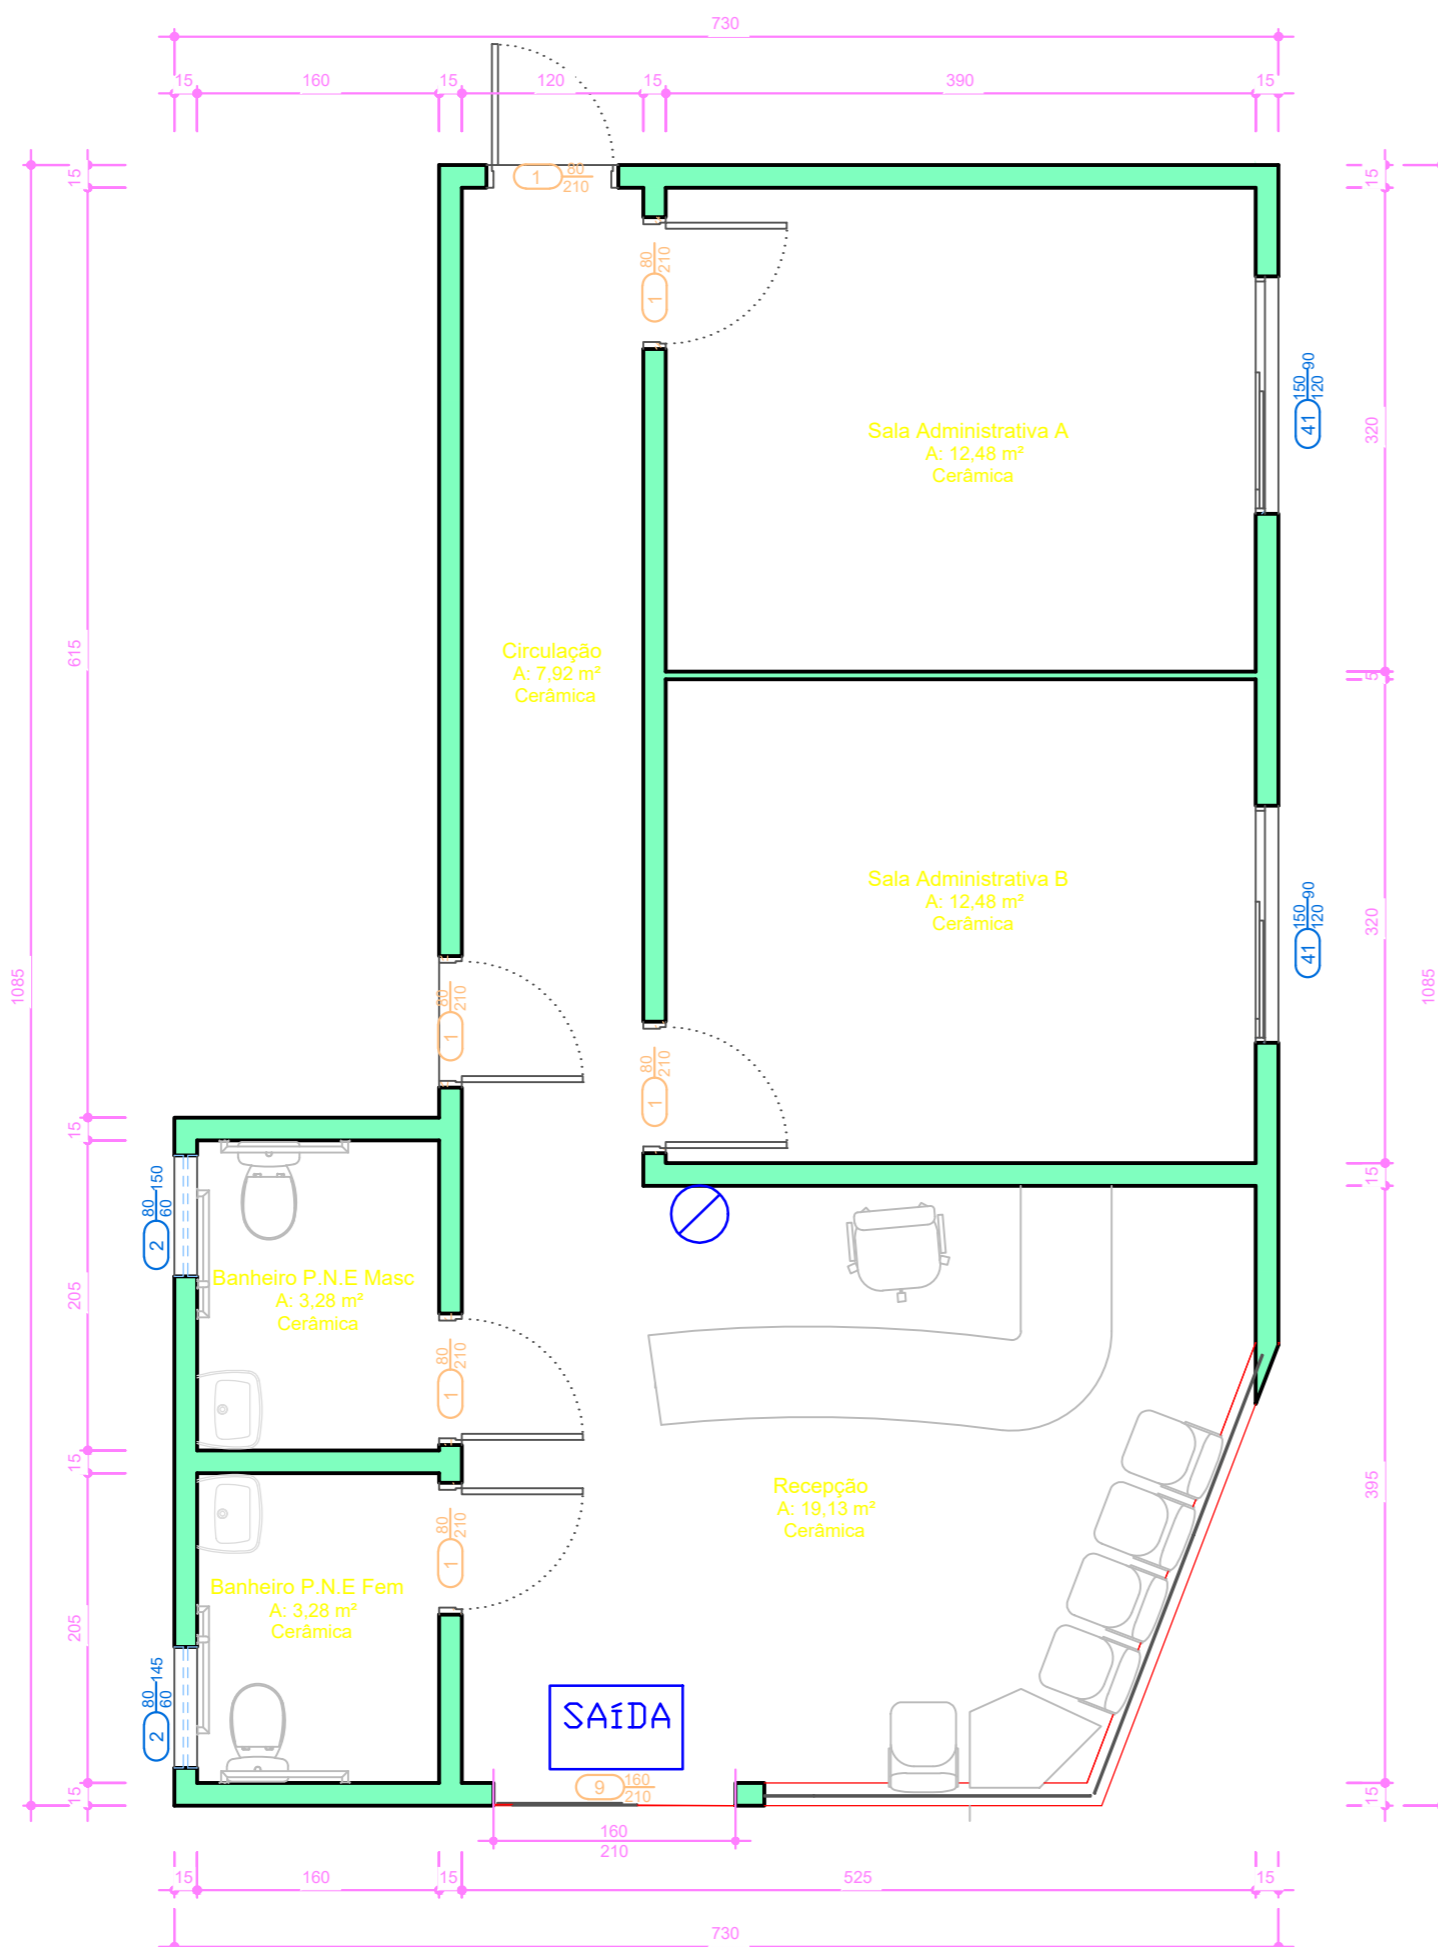 730
15 160 15 120 15 390 15
1 80 210
15
15
80 210
1
Sala Administrativa A
A: 12,48 m²
Cerâmica
150 90
120
41
320
615
Circulação
A: 7,92 m²
Cerâmica
5
Sala Administrativa B
A: 12,48 m²
Cerâmica
150 90
120
41
320
1085
1085
80 210
1
80 210
1
15
15
80 150
60
2
Banheiro P.N.E Masc
A: 3,28 m²
Cerâmica
205
80 210
1
15
Recepção
A: 19,13 m²
Cerâmica
395
80 210
1
Banheiro P.N.E Fem
A: 3,28 m²
Cerâmica
205
80 145
60
2
SAíDA
9 160 210
15
15
160
210
15 160 15 525 15
730